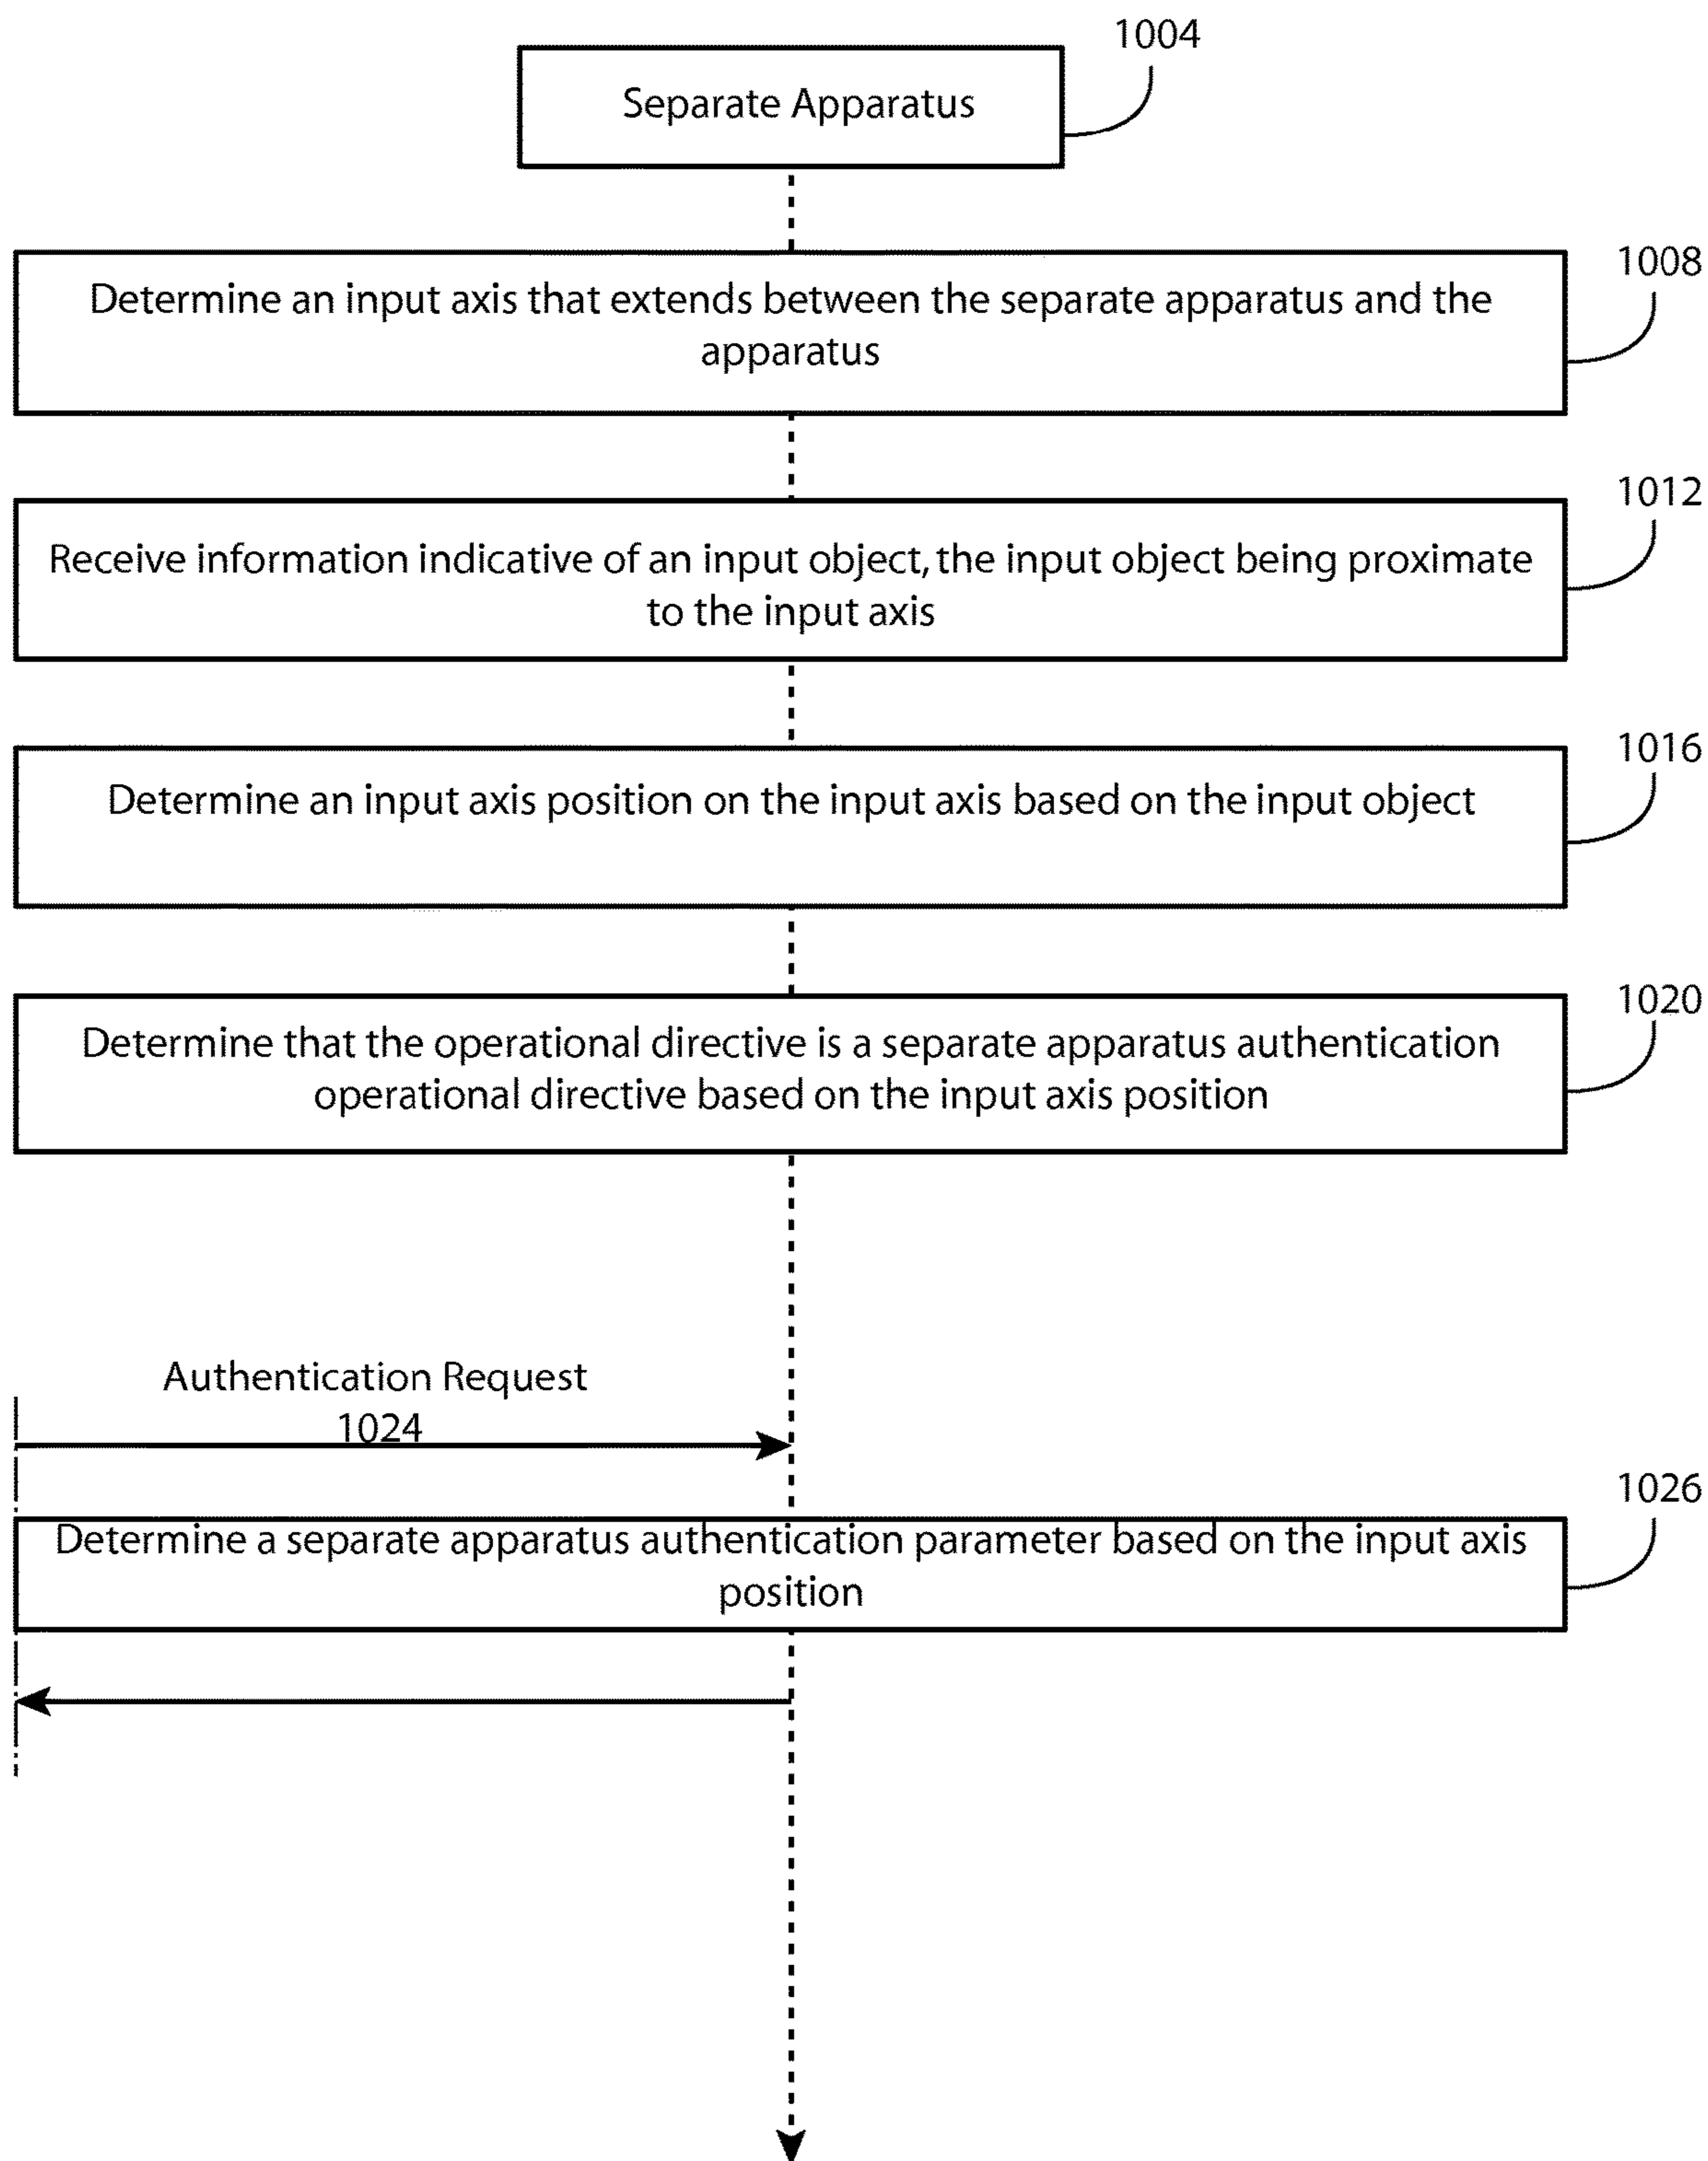 1004
Separate Apparatus
1008
Determine an input axis that extends between the separate apparatus and the
apparatus
1012
Receive information indicative of an input object, the input object being proximate
to the input axis
1016
Determine an input axis position on the input axis based on the input object
1020
Determine that the operational directive is a separate apparatus authentication
operational directive based on the input axis position
Authentication Request
1024
1026
Determine a separate apparatus authentication parameter based on the input axis
position